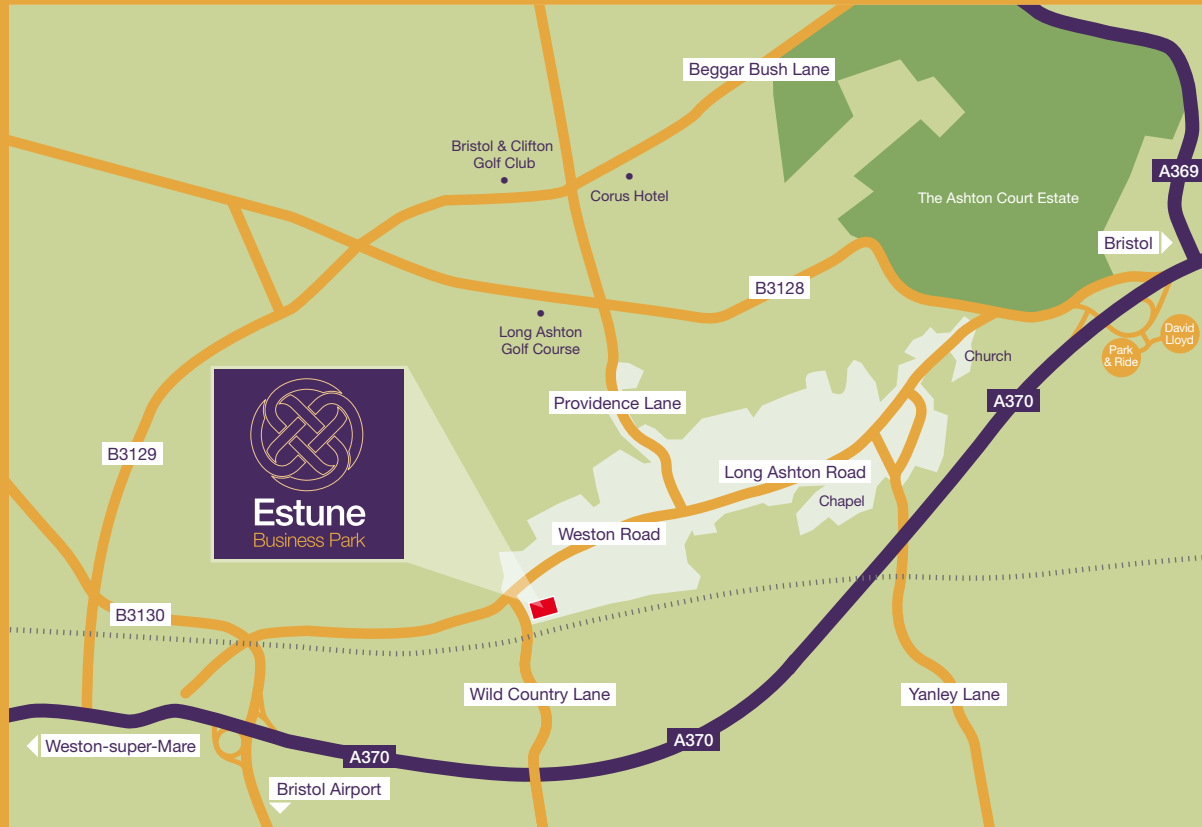 Beggar Bush Lane
Bristol & Clifton
Golf Club
Corus Hotel
A369
The Ashton Court Estate
Bristol
B3128
Long Ashton
Golf Course
David
Lloyd
Park
& Ride
Church
A370
Providence Lane
B3129
Long Ashton Road
Chapel
Estune
Business Park
Weston Road
B3130
Wild Country Lane
Yanley Lane
A370
Weston-super-Mare
A370
Bristol Airport